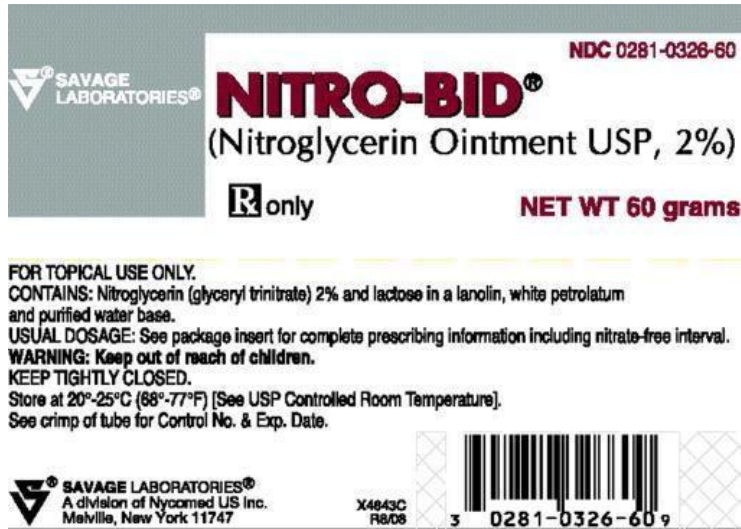 NDC 0281-0326-60
SAVAGE
LABORATORIES®
NITRO-BID®
(Nitroglycerin Ointment USP, 2%)
Rx only
NET WT 60 grams
FOR TOPICAL USE ONLY.
CONTAINS: Nitroglycerin (glyceryl trinitrate) 2% and lactose in a lanolin, white petrolatum
and purified water base.
USUAL DOSAGE: See package insert for complete prescribing information including nitrate-free interval.
WARNING: Keep out of reach of children.
KEEP TIGHTLY CLOSED.
Store at 20°-25°C (68°-77°F) [See USP Controlled Room Temperature].
See crimp of tube for Control No. & Exp. Date.
SAVAGE LABORATORIES®
A division of Nycomed US Inc.
Melville, New York 11747
X4843C
R8/08
3 0281-0326-60 9